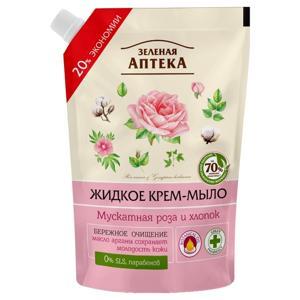 20% ЭКОНОМИИ
ЗЕЛЕНАЯ
АПТЕКА
70%
ЖИДКОЕ КРЕМ-МЫЛО
Мускатная роза и хлопок
БЕРЕЖНОЕ ОЧИЩЕНИЕ
масло арганы сохраняет
молодость кожи
0% SLS, парабенов